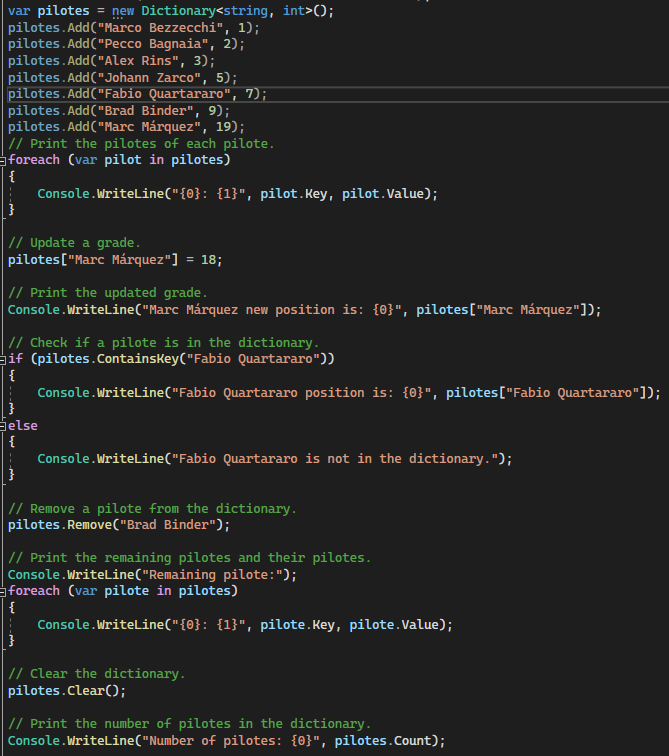 var pilotes = new Dictionary<string, int>();
pilotes.Add("Marco Bezzecchi", 1);
pilotes.Add("Pecco Bagnaia", 2);
pilotes.Add("Alex Rins", 3);
pilotes.Add("Johann Zarco", 5);
pilotes.Add("Fabio Quartararo", 7);
pilotes.Add("Brad Binder", 9);
pilotes.Add("Marc Márquez", 19);
// Print the pilotes of each pilote.
foreach (var pilot in pilotes)
{
    Console.WriteLine("{0}: {1}", pilot.Key, pilot.Value);
}

// Update a grade.
pilotes["Marc Márquez"] = 18;

// Print the updated grade.
Console.WriteLine("Marc Márquez new position is: {0}", pilotes["Marc Márquez"]);

// Check if a pilote is in the dictionary.
if (pilotes.ContainsKey("Fabio Quartararo"))
{
    Console.WriteLine("Fabio Quartararo position is: {0}", pilotes["Fabio Quartararo"]);
}
else
{
    Console.WriteLine("Fabio Quartararo is not in the dictionary.");
}

// Remove a pilote from the dictionary.
pilotes.Remove("Brad Binder");

// Print the remaining pilotes and their pilotes.
Console.WriteLine("Remaining pilote:");
foreach (var pilote in pilotes)
{
    Console.WriteLine("{0}: {1}", pilote.Key, pilote.Value);
}

// Clear the dictionary.
pilotes.Clear();

// Print the number of pilotes in the dictionary.
Console.WriteLine("Number of pilotes: {0}", pilotes.Count);